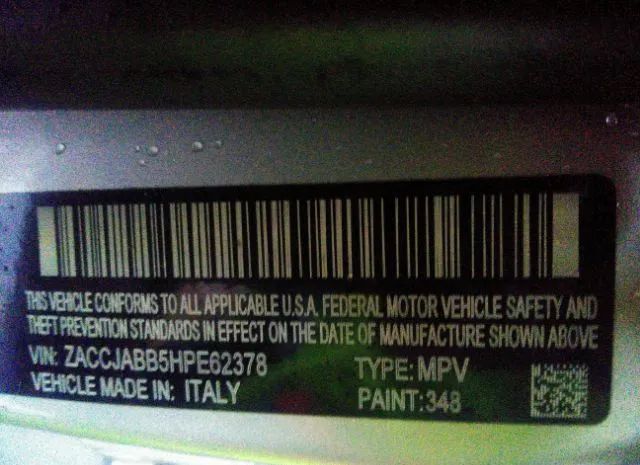 THIS VEHICLE CONFORMS TO ALL APPLICABLE U.S.A. FEDERAL MOTOR VEHICLE SAFETY AND
THEFT PREVENTION STANDARDS IN EFFECT ON THE DATE OF MANUFACTURE SHOWN ABOVE
VIN: ZACCJABB5HPE62378 TYPE: MPV
VEHICLE MADE IN: ITALY PAINT: 348